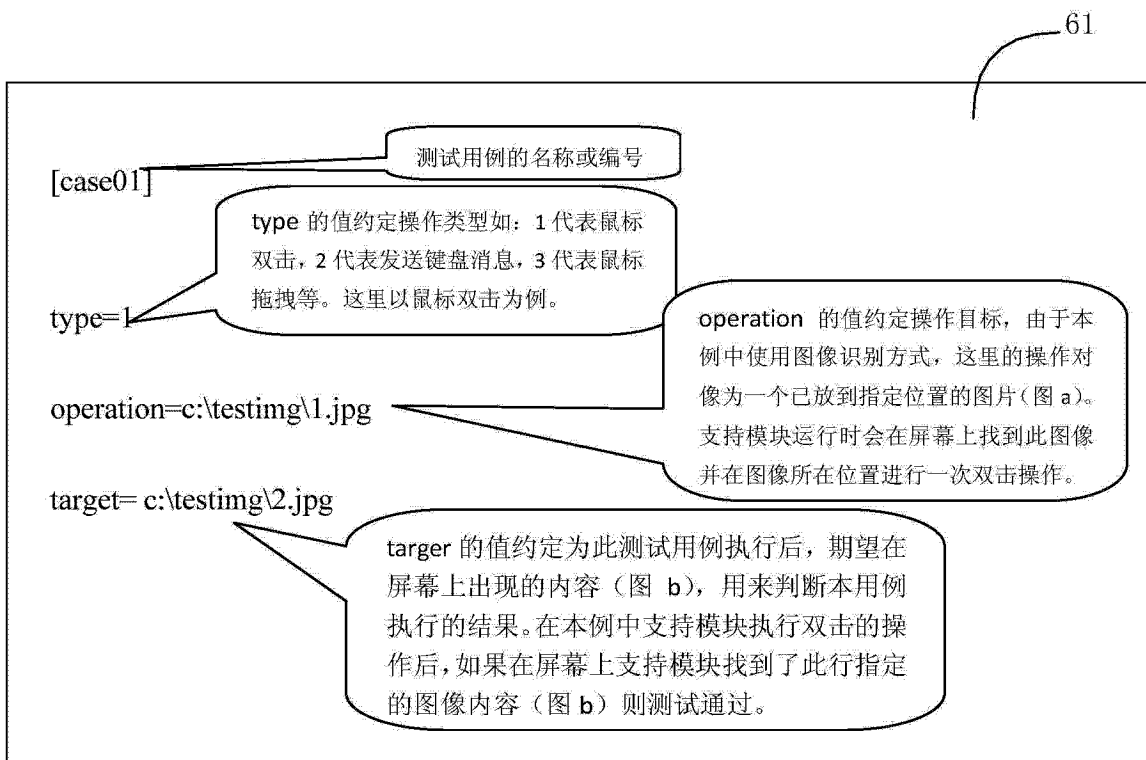 61
测试用例的名称或编号
[case01]
type 的值约定操作类型如：1 代表鼠标
双击，2 代表发送键盘消息，3 代表鼠标
拖拽等。这里以鼠标双击为例。
type=1
operation 的值约定操作目标，由于本
例中使用图像识别方式，这里的操作对
像为一个已放到指定位置的图片（图 a）。
支持模块运行时会在屏幕上找到此图像
并在图像所在位置进行一次双击操作。
operation=c:\testimg\1.jpg
target= c:\testimg\2.jpg
targer 的值约定为此测试用例执行后，期望在
屏幕上出现的内容（图 b），用来判断本用例
执行的结果。在本例中支持模块执行双击的操
作后，如果在屏幕上支持模块找到了此行指定
的图像内容（图 b）则测试通过。